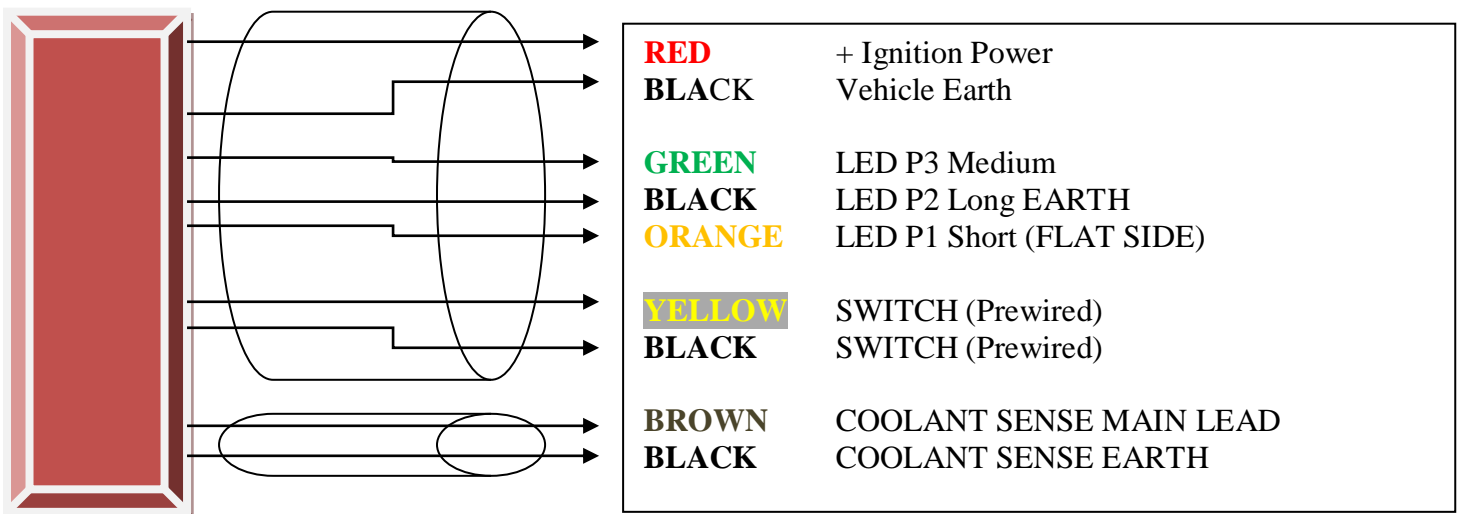 RED + Ignition Power
BLACK Vehicle Earth
GREEN LED P3 Medium
BLACK LED P2 Long EARTH
ORANGE LED P1 Short (FLAT SIDE)
YELLOW SWITCH (Prewired)
BLACK SWITCH (Prewired)
BROWN COOLANT SENSE MAIN LEAD
BLACK COOLANT SENSE EARTH